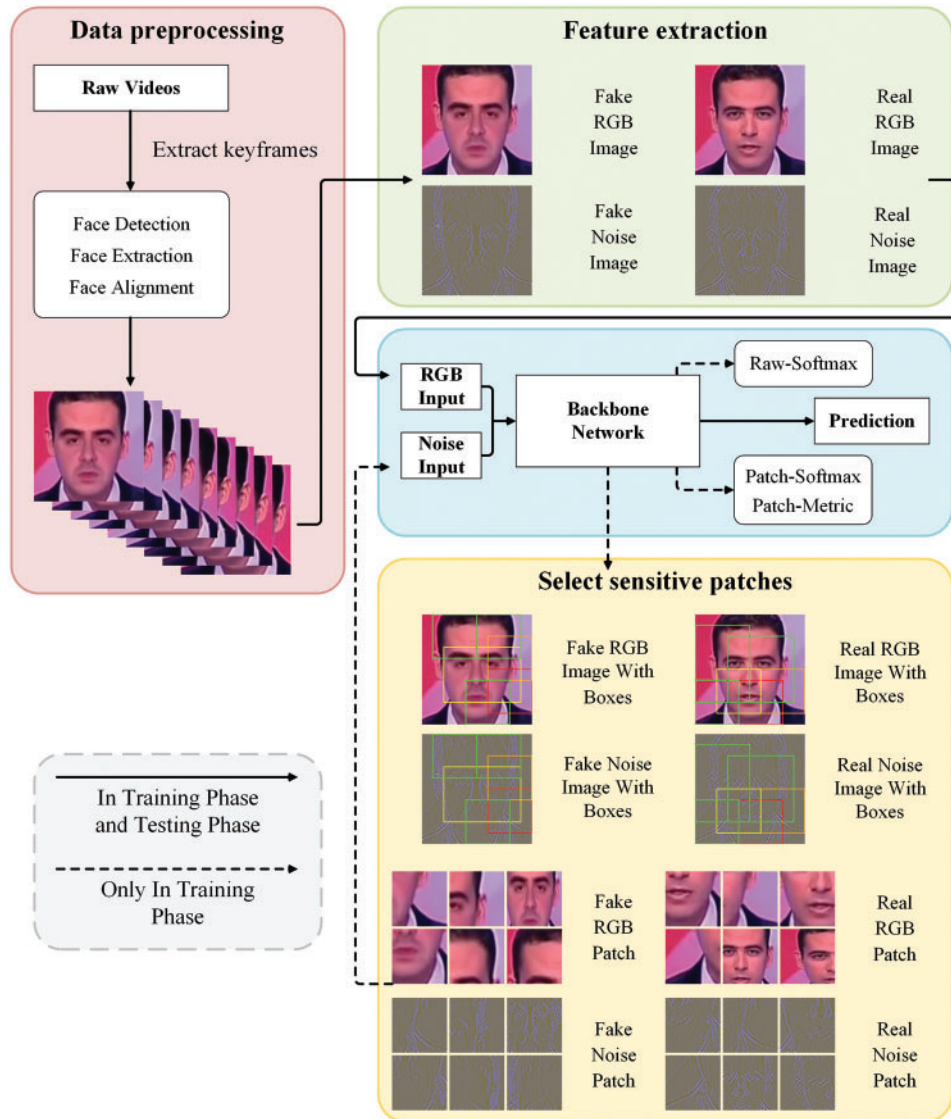 Data preprocessing
Raw Videos
Extract keyframes
Face Detection
Face Extraction
Face Alignment
Feature extraction
Fake
RGB
Image
Real
RGB
Image
Fake
Noise
Image
Real
Noise
Image
RGB
Input
Noise
Input
Backbone
Network
Raw-Softmax
Prediction
Patch-Softmax
Patch-Metric
Select sensitive patches
Fake RGB
Image With
Boxes
Real RGB
Image With
Boxes
Fake Noise
Image With
Boxes
Real Noise
Image With
Boxes
Fake
RGB
Patch
Real
RGB
Patch
Fake
Noise
Patch
Real
Noise
Patch
In Training Phase
and Testing Phase
Only In Training
Phase